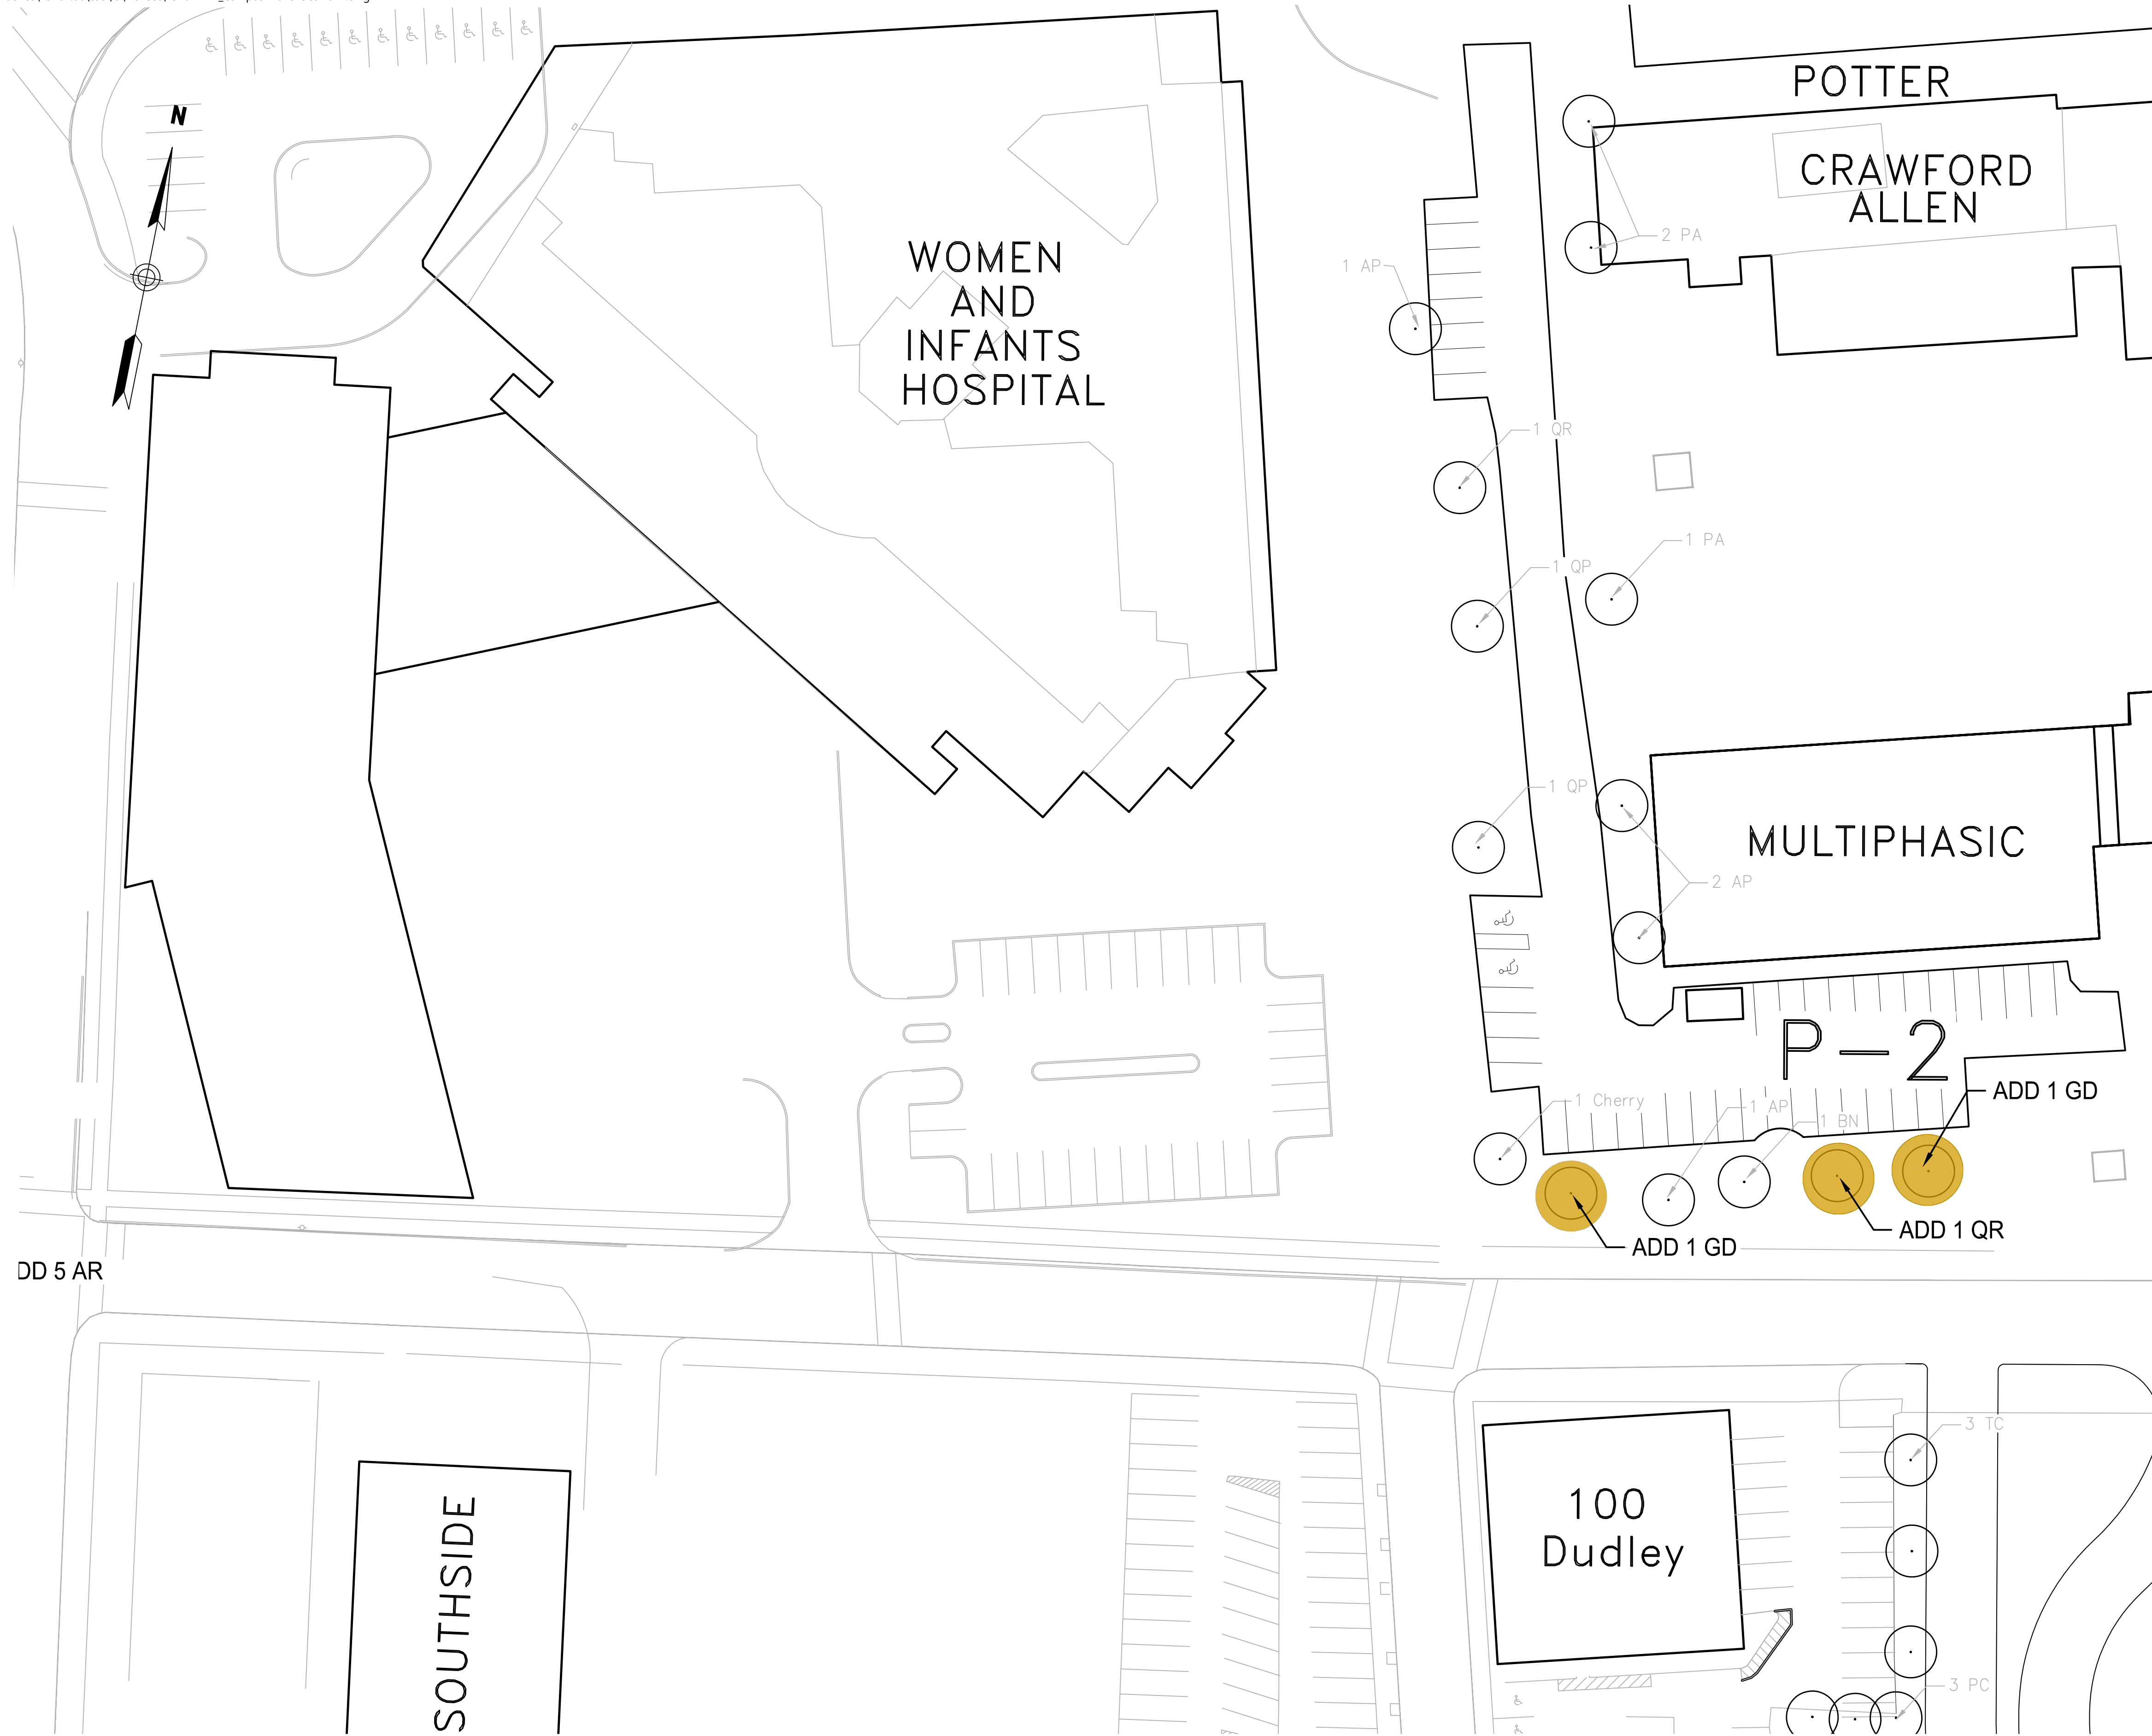 N
POTTER
CRAWFORD
ALLEN
2 PA
WOMEN
AND
INFANTS
HOSPITAL
1 AP
1 QR
1 PA
1 QP
1 QP
MULTIPHASIC
2 AP
P-2
ADD 1 GD
1 Cherry
1 AP
1 BN
ADD 1 QR
ADD 1 GD
DD 5 AR
3 TC
100
Dudley
SOUTHSIDE
3 PC